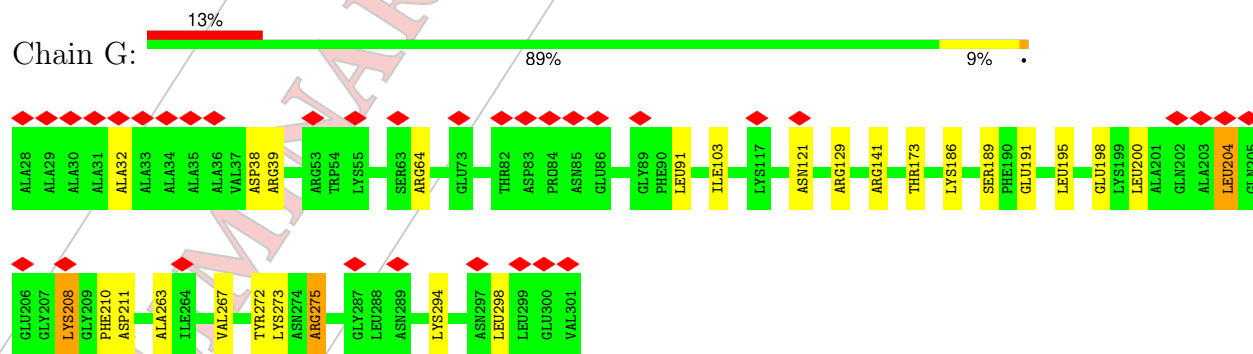 13%
Chain G:
89% 9% •
ALA28 ALA29 ALA30 ALA31 ALA32 ALA33 ALA34 ALA35 ALA36 VAL37 ASP38 ARG39 ARG53 TRP54 LYS55 SER63 ARG64 GLU73 THR82 ASP83 PRO84 ASN85 GLU86 GLY89 PHE90 LEU91 ILE103 LYS117 ASN121 ARG129 ARG141 THR173 LYS186 SER189 PHE190 GLU191 LEU195 GLU198 LYS199 LEU200 ALA201 GLN202 ALA203 LEU204 GLN205
GLU206 GLY207 LYS208 GLY209 PHE210 ASP211 ALA263 ILE264 VAL267 TYR272 LYS273 ASN274 ARG275 GLY287 LEU288 ASN289 LYS294 ASN297 LEU298 LEU299 GLU300 VAL301